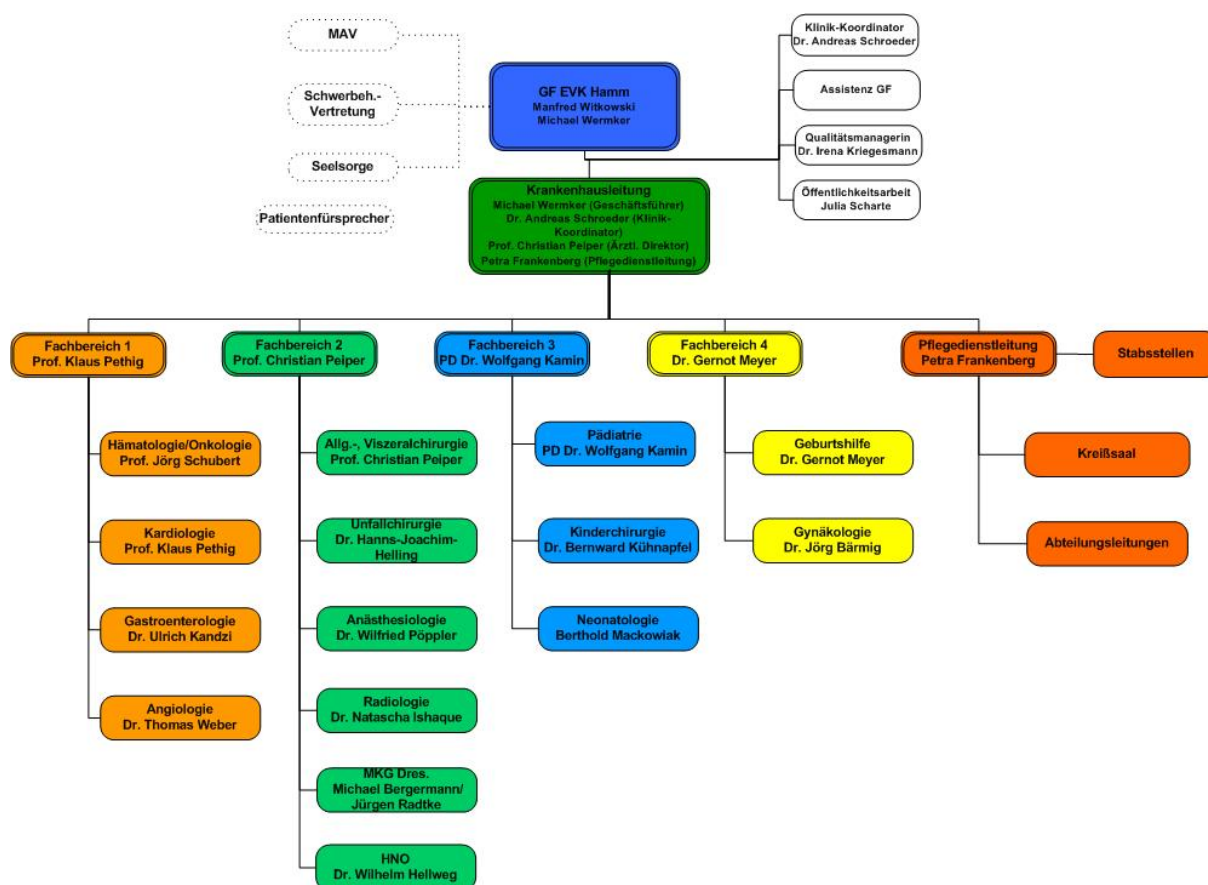 MAV
Schwerbeh.-
Vertretung
Seelsorge
Patientenfürsprecher
GF EVK Hamm
Manfred Witkowski
Michael Wermker
Klinik-Koordinator
Dr. Andreas Schroeder
Assistenz GF
Qualitätsmanagerin
Dr. Irena Kriegesmann
Öffentlichkeitsarbeit
Julia Scharte
Krankenhausleitung
Michael Wermker (Geschäftsführer)
Dr. Andreas Schroeder (Klinik-
Koordinator)
Prof. Christian Peiper (Ärztl. Direktor)
Petra Frankenberg (Pflegedienstleitung)
Fachbereich 1
Prof. Klaus Pethig
Hämatologie/Onkologie
Prof. Jörg Schubert
Kardiologie
Prof. Klaus Pethig
Gastroenterologie
Dr. Ulrich Kandzi
Angiologie
Dr. Thomas Weber
Fachbereich 2
Prof. Christian Peiper
Allg.-, Viszeralchirurgie
Prof. Christian Peiper
Unfallchirurgie
Dr. Hanns-Joachim-
Helling
Anästhesiologie
Dr. Wilfried Pöppler
Radiologie
Dr. Natascha Ishaque
MKG Dres.
Michael Bergermann/
Jürgen Radtke
HNO
Dr. Wilhelm Hellweg
Fachbereich 3
PD Dr. Wolfgang Kamin
Pädiatrie
PD Dr. Wolfgang Kamin
Kinderchirurgie
Dr. Bernward Kühnapfel
Neonatologie
Berthold Mackowiak
Fachbereich 4
Dr. Gernot Meyer
Geburtshilfe
Dr. Gernot Meyer
Gynäkologie
Dr. Jörg Bärmig
Pflegedienstleitung
Petra Frankenberg
Stabsstellen
Kreißsaal
Abteilungsleitungen